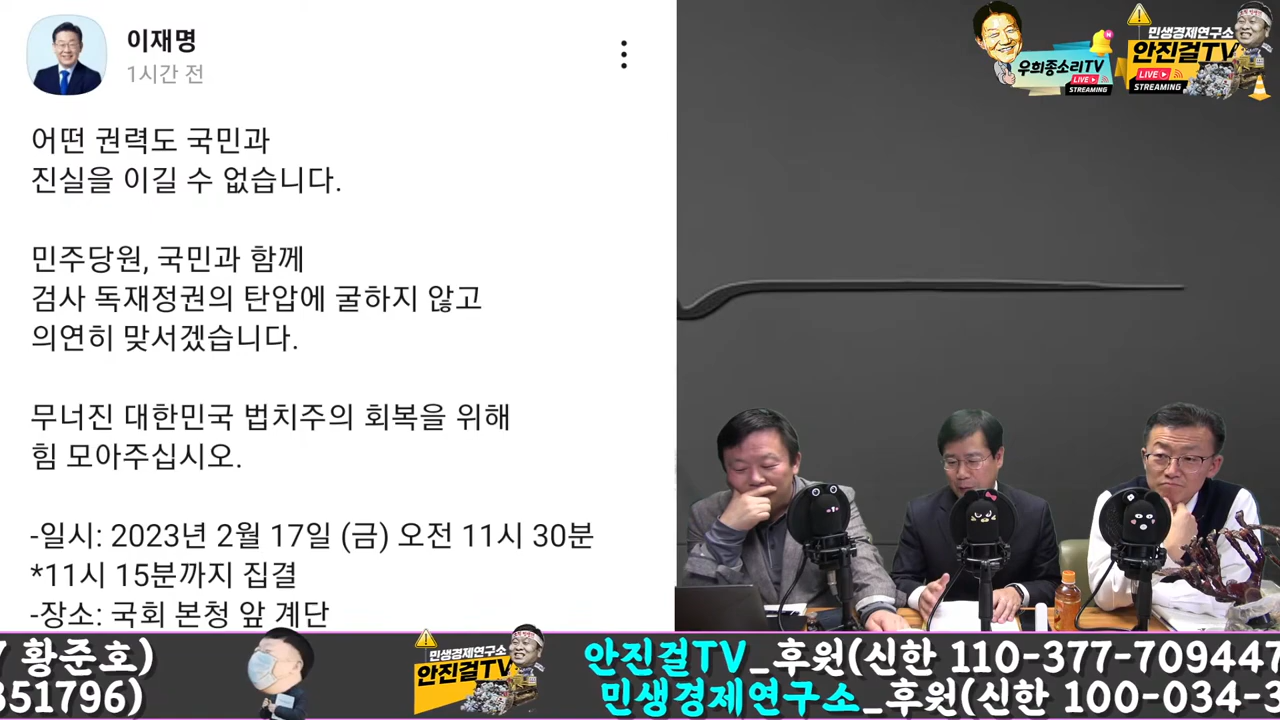 이재명
1시간 전
어떤 권력도 국민과
진실을 이길 수 없습니다.
민주당원, 국민과 함께
검사 독재정권의 탄압에 굴하지 않고
의연히 맞서겠습니다.
무너진 대한민국 법치주의 회복을 위해
힘 모아주십시오.
-일시: 2023년 2월 17일 (금) 오전 11시 30분
*11시 15분까지 집결
-장소: 국회 본청 앞 계단
우희종소리TV
LIVE
STREAMING
민생경제연구소
안진걸TV
LIVE
STREAMING
황준호)
351796)
민생경제연구소
안진걸TV
안진걸TV_후원(신한 110-377-709447
민생경제연구소_후원(신한 100-034-3